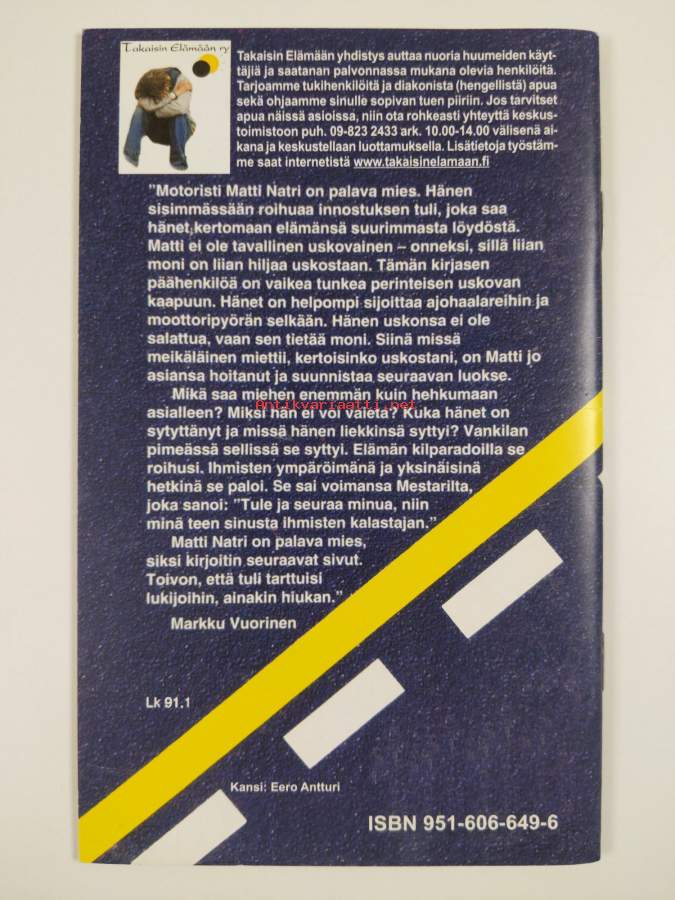 Takaisin Elämään ry
Takaisin Elämään yhdistys auttaa nuoria huumeiden käyt-
täjiä ja saatanan palvonnassa mukana olevia henkilöitä.
Tarjoamme tukihenkilöitä ja diakonista (hengellistä) apua
sekä ohjaamme sinulle sopivan tuen piiriin. Jos tarvitset
apua näissä asioissa, niin ota rohkeasti yhteyttä keskus-
toimistoon puh. 09-823 2433 ark. 10.00-14.00 välisenä ai-
kana ja keskustellaan luottamuksella. Lisätietoja työstäm-
me saat internetistä www.takaisinelamaan.fi
"Motoristi Matti Natri on palava mies. Hänen
sisimmässään roihuaa innostuksen tuli, joka saa
hänet kertomaan elämänsä suurimmasta löydöstä.
Matti ei ole tavallinen uskovainen – onneksi, sillä liian
moni on liian hiljaa uskostaan. Tämän kirjasen
päähenkilöä on vaikea tunkea perinteisen uskovan
kaapuun. Hänet on helpompi sijoittaa ajohaalareihin ja
moottoripyörän selkään. Hänen uskonsa ei ole
salattua, vaan sen tietää moni. Siinä missä
meikäläinen miettii, kertoisinko uskostani, on Matti jo
asiansa hoitanut ja suunnistaa seuraavan luokse.
Mikä saa miehen enemmän kuin hehkumaan
asialleen? Miksi hän ei voi vaieta? Kuka hänet on
Antikvariaatti.net
sytyttänyt ja missä hänen liekkinsä syttyi? Vankilan
pimeässä sellissä se syttyi. Elämän kilparadoilla se
roihusi. Ihmisten ympäröimänä ja yksinäisinä
hetkinä se paloi. Se sai voimansa Mestarilta,
joka sanoi: "Tule ja seuraa minua, niin
minä teen sinusta ihmisten kalastajan."
Matti Natri on palava mies,
siksi kirjoitin seuraavat sivut.
Toivon, että tuli tarttuisi
lukijoihin, ainakin hiukan."
Markku Vuorinen
Lk 91.1
Kansi: Eero Antturi
ISBN 951-606-649-6